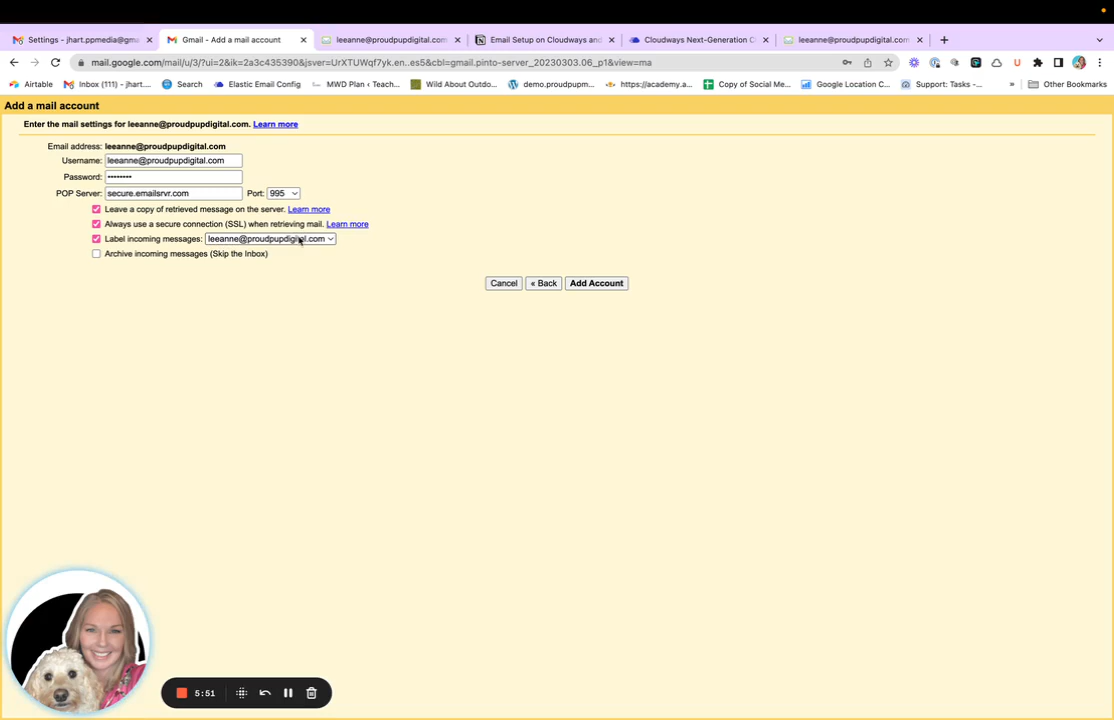 Settings - jhart.ppmedia@gma
Gmail - Add a mail account
leeanne@proudpupdigital.com
Email Setup on Cloudways and
Cloudways Next-Generation C
leeanne@proudpupdigital.com
mail.google.com/mail/u/3/?ui=2&ik=2a3c435390&jsver=UrXTUWqf7yk.en..es5&cbl=gmail.pinto-server_20230303.06_p1&view=ma
Airtable
Inbox (111) - jhart....
Search
Elastic Email Config
MWD Plan ‹ Teach...
Wild About Outdo...
demo.proudpupm...
https://academy.a...
Copy of Social Me...
Google Location C...
Support: Tasks -...
»
Other Bookmarks
Add a mail account
Enter the mail settings for leeanne@proudpupdigital.com. Learn more
Email address: leeanne@proudpupdigital.com
Username: leeanne@proudpupdigital.com
Password: ••••••••
POP Server: secure.emailsrvr.com Port: 995
Leave a copy of retrieved message on the server. Learn more
Always use a secure connection (SSL) when retrieving mail. Learn more
Label incoming messages: leeanne@proudpupdigital.com
Archive incoming messages (Skip the Inbox)
Cancel « Back Add Account
5:51